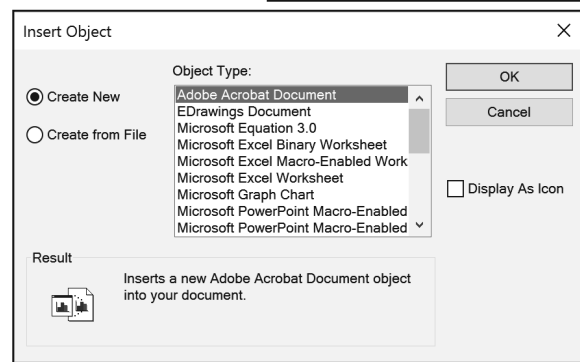 Insert Object
Object Type:
Create New
Create from File
Adobe Acrobat Document
EDrawings Document
Microsoft Equation 3.0
Microsoft Excel Binary Worksheet
Microsoft Excel Macro-Enabled Work
Microsoft Excel Worksheet
Microsoft Graph Chart
Microsoft PowerPoint Macro-Enabled
Microsoft PowerPoint Macro-Enabled
OK
Cancel
Display As Icon
Result
Inserts a new Adobe Acrobat Document object
into your document.